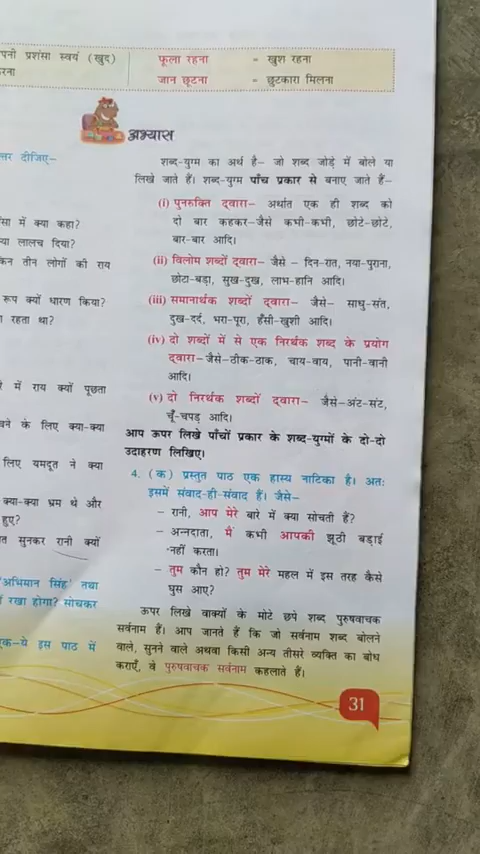 पनी प्रशंसा स्वयं (खुद)
रना
फूला रहना = खुश रहना
जान छूटना = छुटकारा मिलना
अभ्यास
त्तर दीजिए–
सा में क्या कहा?
या लालच दिया?
केन तीन लोगों की राय
रूप क्यों धारण किया?
ा रहता था?
े में राय क्यों पूछता
वने के लिए क्या-क्या
लिए यमदूत ने क्या
क्या-क्या भ्रम थे और
हुए?
त सुनकर रानी क्यों
'अभिमान सिंह' तथा
रखा होगा? सोचकर
एक–ये इस पाठ में
शब्द-युग्म का अर्थ है– जो शब्द जोड़े में बोले या
लिखे जाते हैं। शब्द-युग्म पाँच प्रकार से बनाए जाते हैं–
(i) पुनरुक्ति द्वारा– अर्थात एक ही शब्द को
दो बार कहकर–जैसे कभी-कभी, छोटे-छोटे,
बार-बार आदि।
(ii) विलोम शब्दों द्वारा– जैसे – दिन-रात, नया-पुराना,
छोटा-बड़ा, सुख-दुख, लाभ-हानि आदि।
(iii) समानार्थक शब्दों द्वारा– जैसे– साधु-संत,
दुख-दर्द, भरा-पूरा, हँसी-खुशी आदि।
(iv) दो शब्दों में से एक निरर्थक शब्द के प्रयोग
द्वारा–जैसे–ठीक-ठाक, चाय-वाय, पानी-वानी
आदि।
(v) दो निरर्थक शब्दों द्वारा– जैसे–अंट-संट,
चूँ-चपड़ आदि।
आप ऊपर लिखे पाँचों प्रकार के शब्द-युग्मों के दो-दो
उदाहरण लिखिए।
4. (क) प्रस्तुत पाठ एक हास्य नाटिका है। अतः
इसमें संवाद-ही-संवाद हैं। जैसे–
– रानी, आप मेरे बारे में क्या सोचती हैं?
– अन्नदाता, मैं कभी आपकी झूठी बड़ाई
नहीं करता।
– तुम कौन हो? तुम मेरे महल में इस तरह कैसे
घुस आए?
ऊपर लिखे वाक्यों के मोटे छपे शब्द पुरुषवाचक
सर्वनाम हैं। आप जानते हैं कि जो सर्वनाम शब्द बोलने
वाले, सुनने वाले अथवा किसी अन्य तीसरे व्यक्ति का बोध
कराएँ, वे पुरुषवाचक सर्वनाम कहलाते हैं।
31